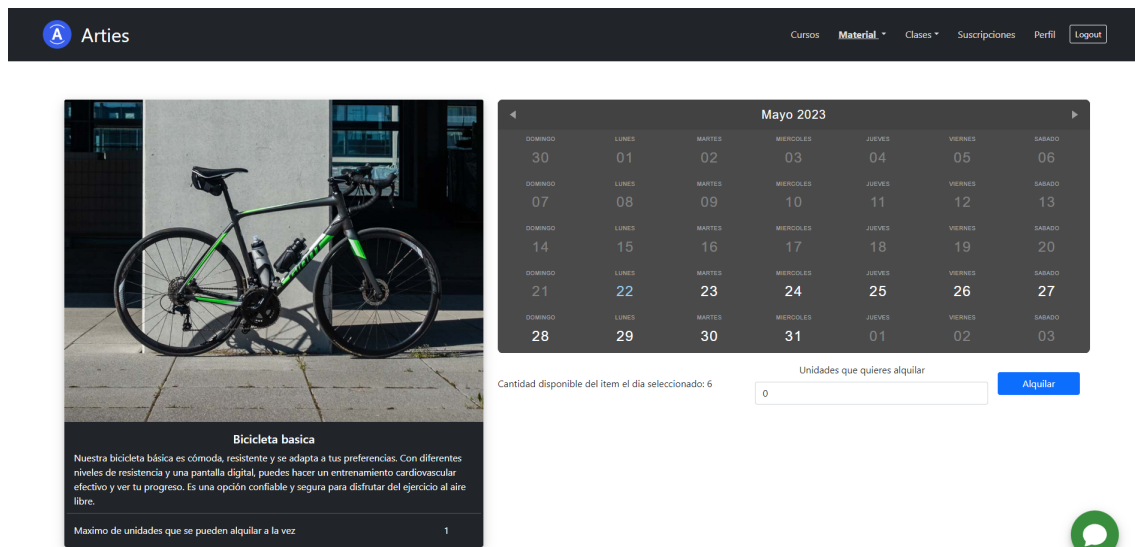 A Arties
Cursos Material Clases Suscripciones Perfil Logout
Mayo 2023
DOMINGO LUNES MARTES MIERCOLES JUEVES VIERNES SABADO
30 01 02 03 04 05 06
DOMINGO LUNES MARTES MIERCOLES JUEVES VIERNES SABADO
07 08 09 10 11 12 13
DOMINGO LUNES MARTES MIERCOLES JUEVES VIERNES SABADO
14 15 16 17 18 19 20
DOMINGO LUNES MARTES MIERCOLES JUEVES VIERNES SABADO
21 22 23 24 25 26 27
DOMINGO LUNES MARTES MIERCOLES JUEVES VIERNES SABADO
28 29 30 31 01 02 03
Cantidad disponible del item el día seleccionado: 6
Unidades que quieres alquilar
0
Alquilar
GIANT
Bicicleta basica
Nuestra bicicleta básica es cómoda, resistente y se adapta a tus preferencias. Con diferentes
niveles de resistencia y una pantalla digital, puedes hacer un entrenamiento cardiovascular
efectivo y ver tu progreso. Es una opción confiable y segura para disfrutar del ejercicio al aire
libre.
Maximo de unidades que se pueden alquilar a la vez 1